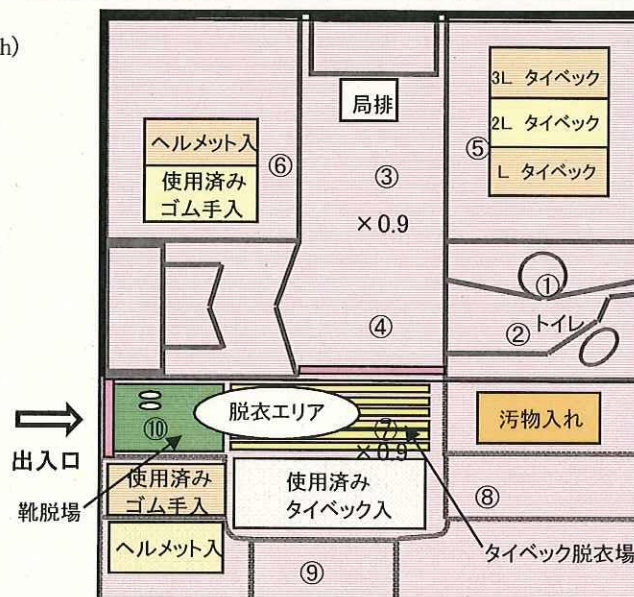 h)
局排
3L タイベック
2L タイベック
L タイベック
⑤
ヘルメット入
使用済み
ゴム手入
⑥
③
×0.9
①
② トイレ
④
出入口
⑩
脱衣エリア
⑦
×0.9
汚物入れ
靴脱場
使用済み
ゴム手入
使用済み
タイベック入
⑧
ヘルメット入
⑨
タイベック脱衣場